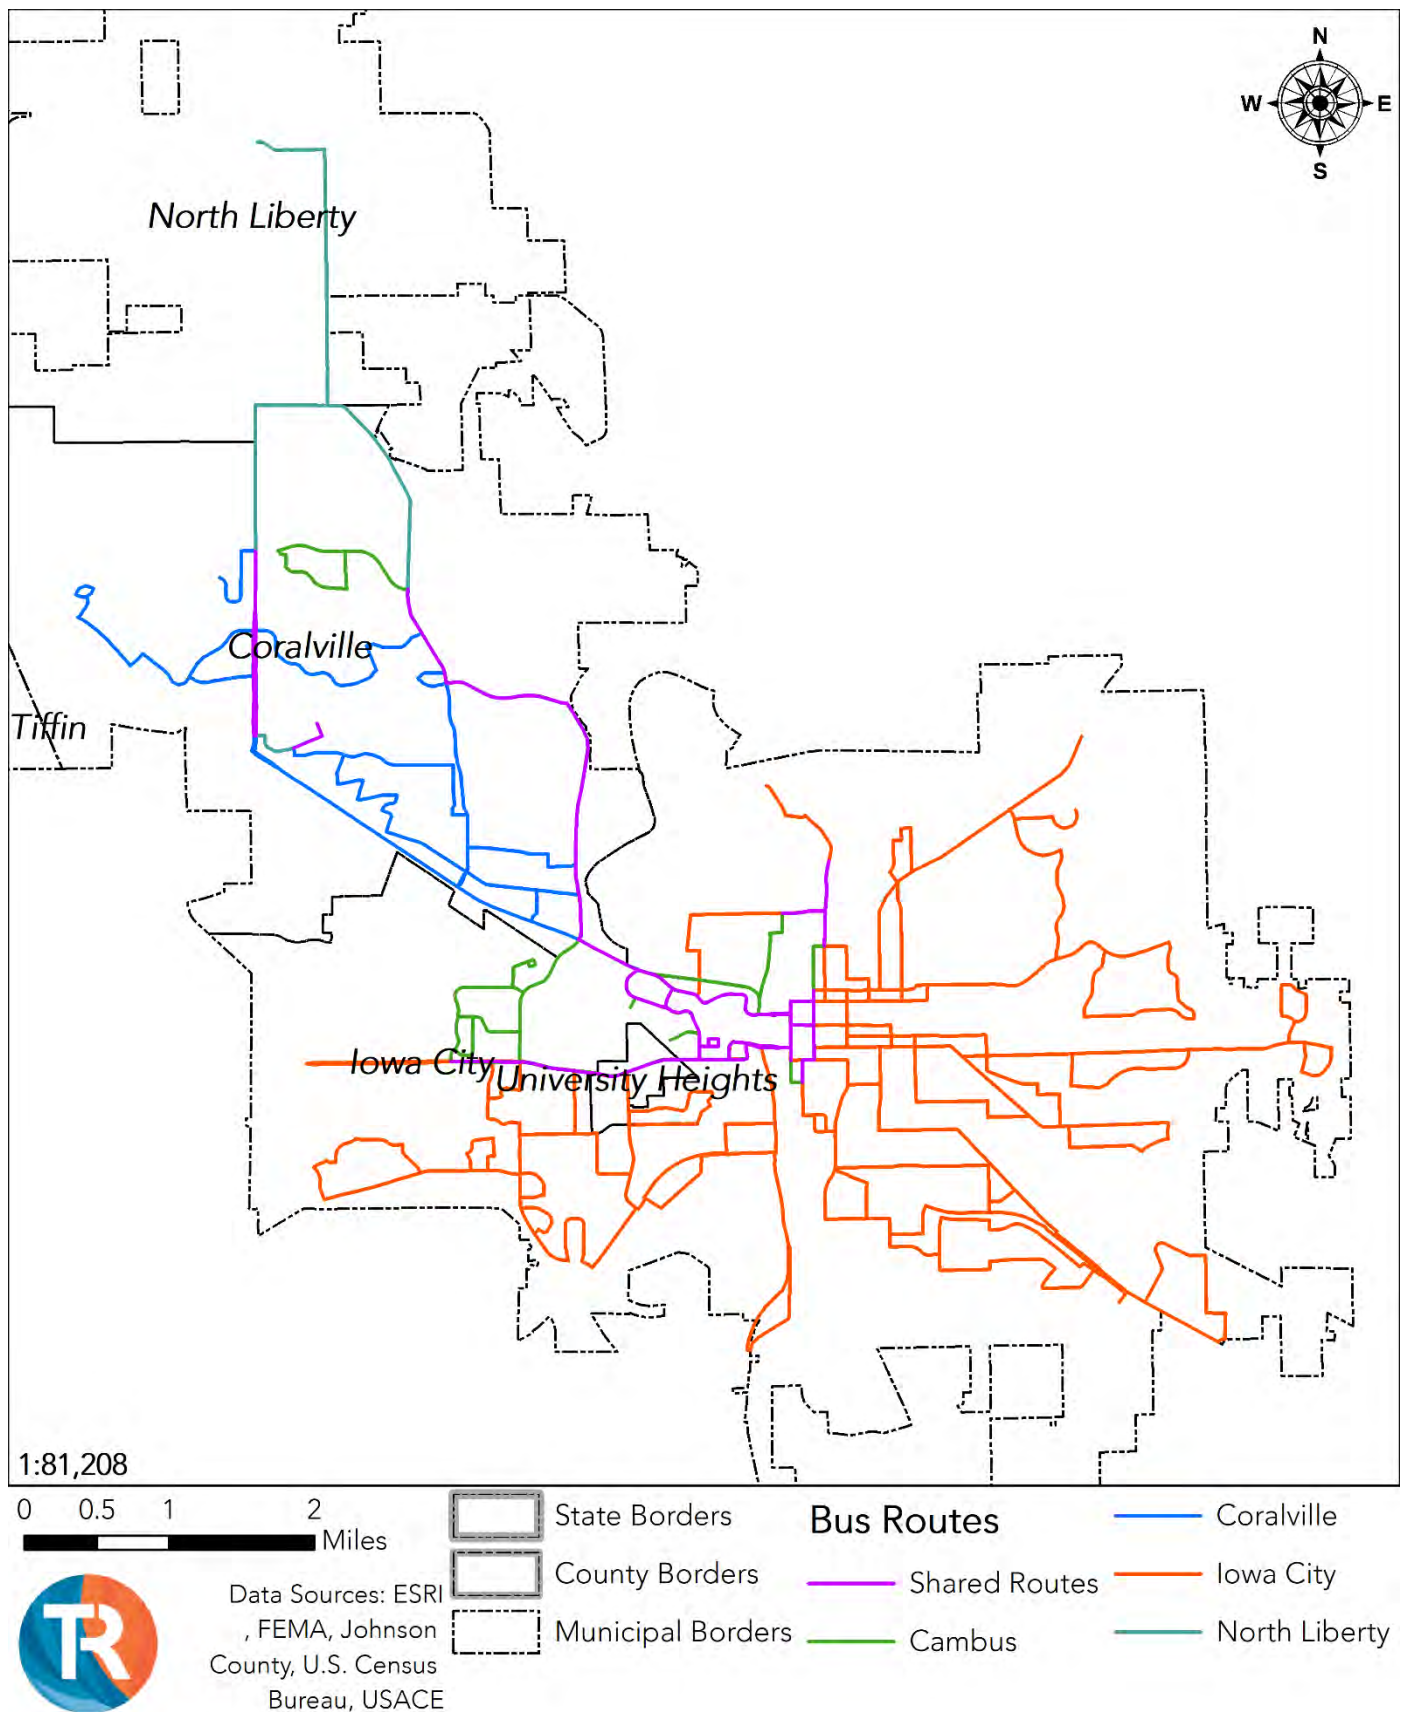 N
W E
S
North Liberty
Coralville
Tiffin
Iowa City
University Heights
1:81,208
0 0.5 1 2
Miles
State Borders
County Borders
Municipal Borders
Bus Routes
Shared Routes
Cambus
Coralville
Iowa City
North Liberty
TR
Data Sources: ESRI
, FEMA, Johnson
County, U.S. Census
Bureau, USACE